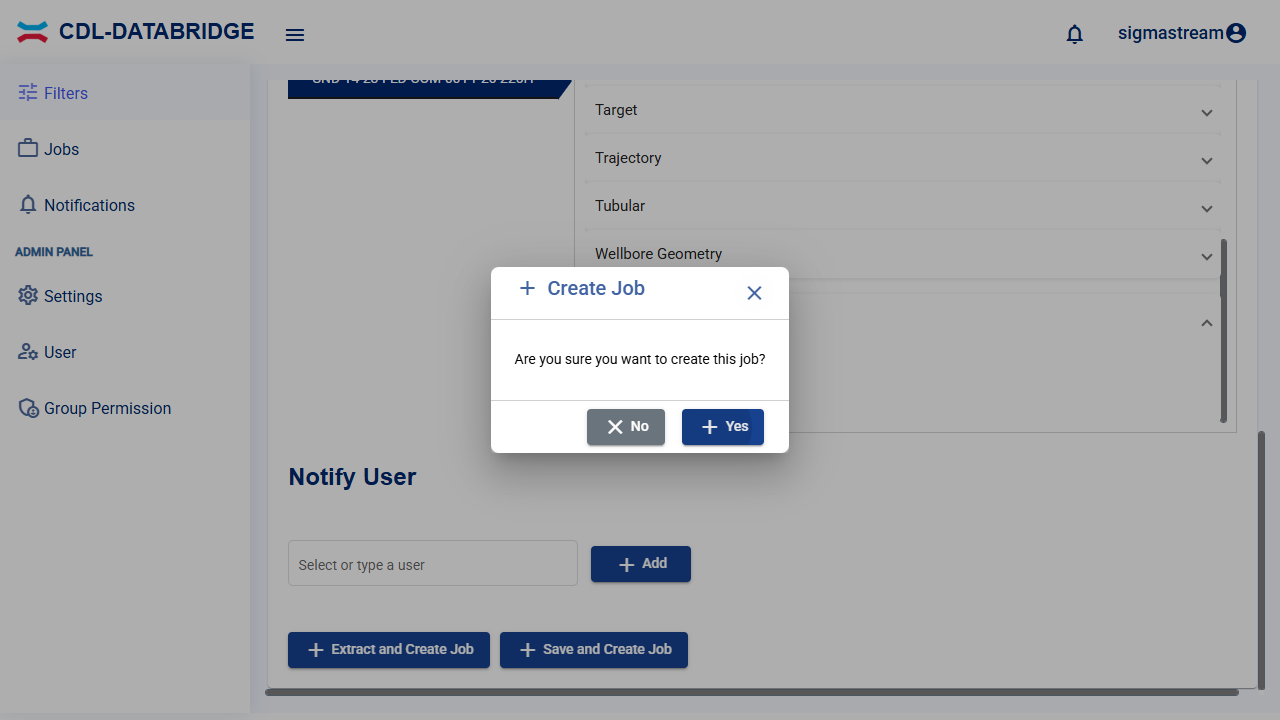 CDL-DATABRIDGE
sigmastream
Filters
Jobs
Notifications
ADMIN PANEL
Settings
User
Group Permission
Target
Trajectory
Tubular
Wellbore Geometry
Create Job
Are you sure you want to create this job?
No
Yes
Notify User
Select or type a user
Add
Extract and Create Job
Save and Create Job